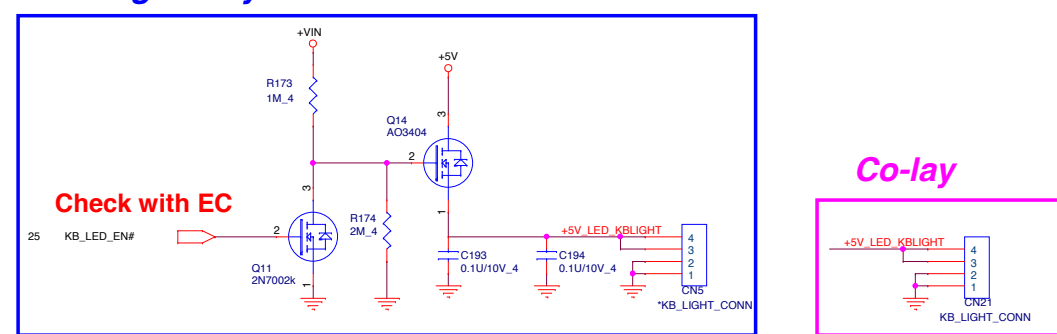 +VIN
+5V
R173
1M_4
3
Q14
AO3404
2
3
Check with EC
25 KB_LED_EN#
2
R174
2M_4
1
+5V_LED_KBLIGHT
4
3
2
1
C193
0.1U/10V_4
C194
0.1U/10V_4
Q11
2N7002k
1
CN5
*KB_LIGHT_CONN
Co-lay
+5V_LED_KBLIGHT
4
3
2
1
CN21
KB_LIGHT_CONN